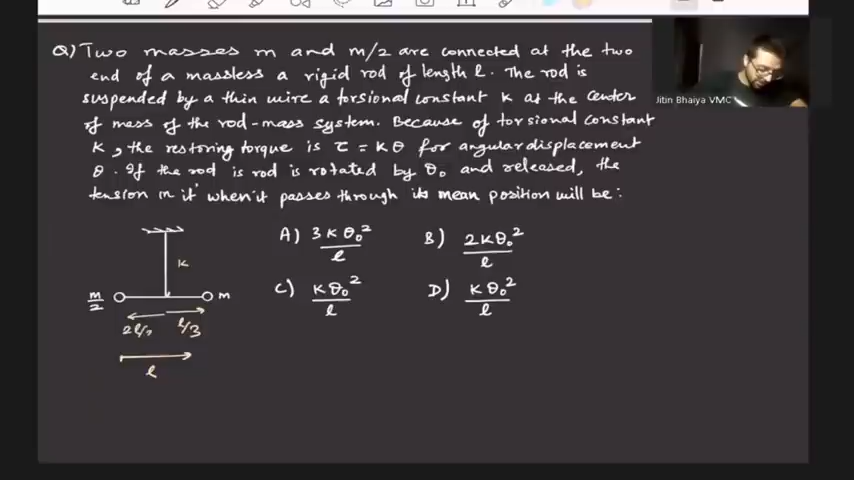 Q) Two masses m and m/2 are connected at the two
end of a massless a rigid rod of length l. The rod is
suspended by a thin wire a torsional constant K at the center
of mass of the rod-mass system. Because of torsional constant
K, the restoring torque is τ = Kθ for angular displacement
θ. If the rod is rod is rotated by θ₀ and released, the
tension in it when it passes through its mean position will be:
A) 3Kθ₀²/l B) 2Kθ₀²/l
C) Kθ₀²/l D) Kθ₀²/l
K
m/2 m
l/3
l
Jitin Bhaiya VMC